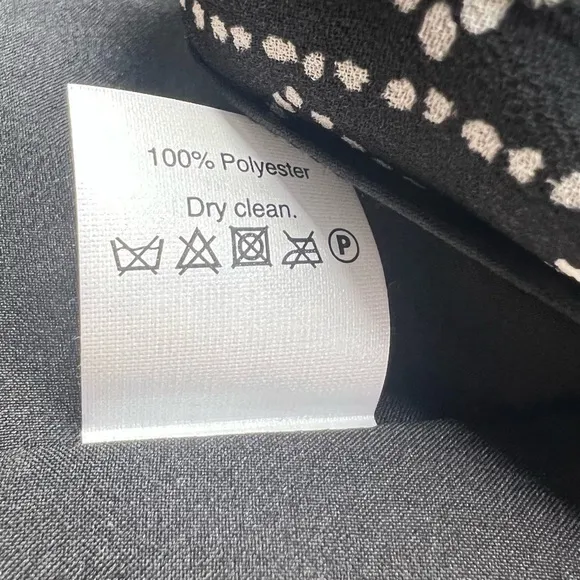 100% Polyester
Dry clean.
P